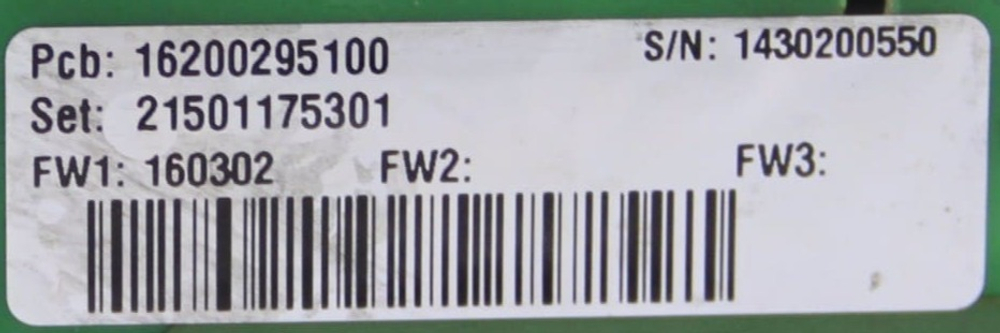 Pcb: 16200295100 S/N: 1430200550
Set: 21501175301
FW1: 160302 FW2: FW3: